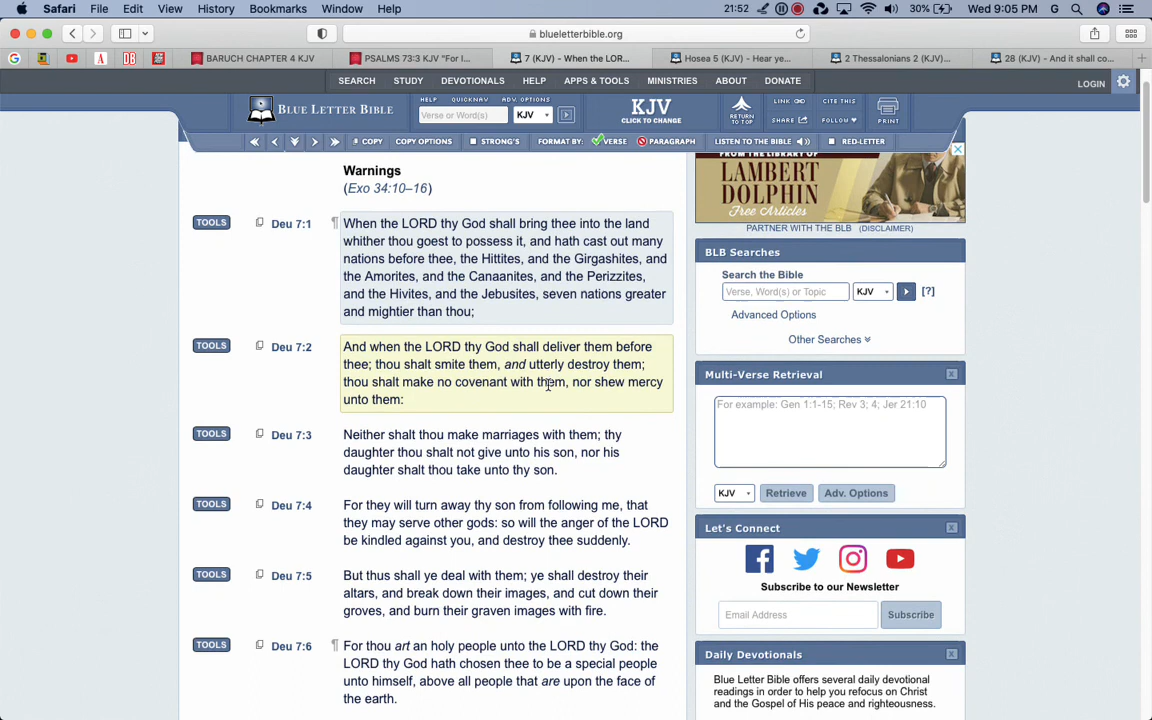 Safari File Edit View History Bookmarks Window Help 21:52 30% Wed 9:05 PM G
blueletterbible.org
BARUCH CHAPTER 4 KJV PSALMS 73:3 KJV "For I... 7 (KJV) - When the LOR... Hosea 5 (KJV) - Hear ye... 2 Thessalonians 2 (KJV)... 28 (KJV) - And it shall co...
SEARCH STUDY DEVOTIONALS HELP APPS & TOOLS MINISTRIES ABOUT DONATE LOGIN
BLUE LETTER BIBLE
HELP QUICKNAV ADV. OPTIONS
Verse or Word(s) KJV
KJV
CLICK TO CHANGE
RETURN TO TOP
LINK CITE THIS
SHARE FOLLOW PRINT
COPY COPY OPTIONS STRONG'S FORMAT BY: VERSE PARAGRAPH LISTEN TO THE BIBLE RED-LETTER
Warnings
(Exo 34:10–16)
TOOLS Deu 7:1 ¶ When the LORD thy God shall bring thee into the land
whither thou goest to possess it, and hath cast out many
nations before thee, the Hittites, and the Girgashites, and
the Amorites, and the Canaanites, and the Perizzites,
and the Hivites, and the Jebusites, seven nations greater
and mightier than thou;
TOOLS Deu 7:2 And when the LORD thy God shall deliver them before
thee; thou shalt smite them, and utterly destroy them;
thou shalt make no covenant with them, nor shew mercy
unto them:
TOOLS Deu 7:3 Neither shalt thou make marriages with them; thy
daughter thou shalt not give unto his son, nor his
daughter shalt thou take unto thy son.
TOOLS Deu 7:4 For they will turn away thy son from following me, that
they may serve other gods: so will the anger of the LORD
be kindled against you, and destroy thee suddenly.
TOOLS Deu 7:5 But thus shall ye deal with them; ye shall destroy their
altars, and break down their images, and cut down their
groves, and burn their graven images with fire.
TOOLS Deu 7:6 ¶ For thou art an holy people unto the LORD thy God: the
LORD thy God hath chosen thee to be a special people
unto himself, above all people that are upon the face of
the earth.
FROM THE LIBRARY OF
LAMBERT
DOLPHIN
Free Articles
PARTNER WITH THE BLB (DISCLAIMER)
BLB Searches
Search the Bible
Verse, Word(s) or Topic KJV [?]
Advanced Options
Other Searches
Multi-Verse Retrieval
For example: Gen 1:1-15; Rev 3; 4; Jer 21:10
KJV Retrieve Adv. Options
Let's Connect
Subscribe to our Newsletter
Email Address Subscribe
Daily Devotionals
Blue Letter Bible offers several daily devotional
readings in order to help you refocus on Christ
and the Gospel of His peace and righteousness.